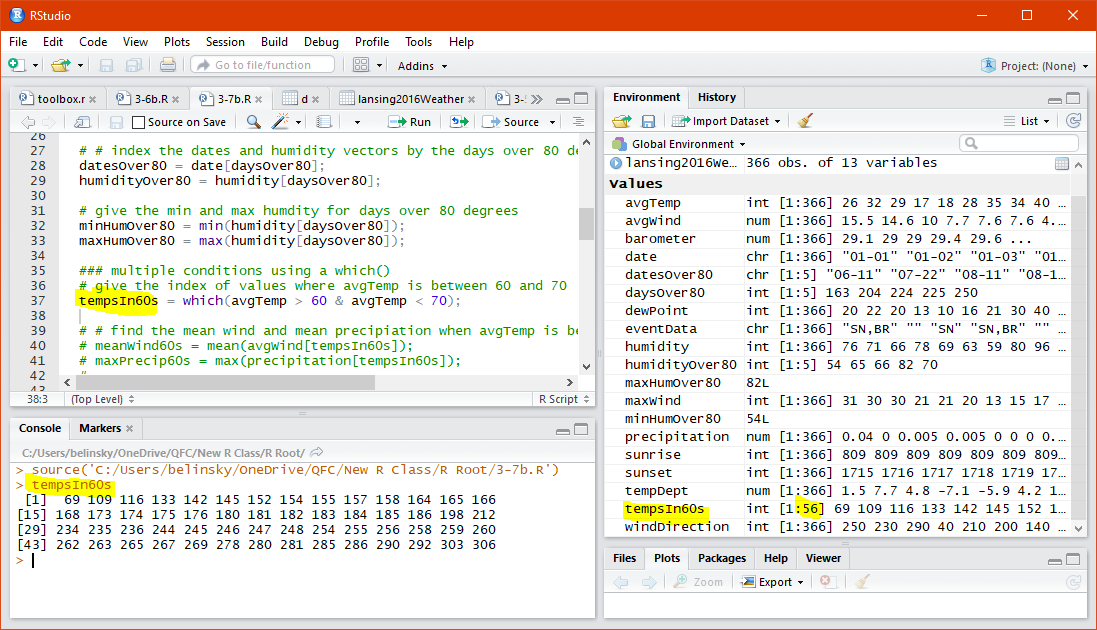 RStudio
File Edit Code View Plots Session Build Debug Profile Tools Help
Go to file/function Addins Project: (None)
toolbox.r 3-6b.R 3-7b.R d lansing2016Weather 3-
Source on Save Run Source
26
27 # # index the dates and humidity vectors by the days over 80 de
28 datesOver80 = date[daysOver80];
29 humidityOver80 = humidity[daysOver80];
30
31 # give the min and max humdity for days over 80 degrees
32 minHumOver80 = min(humidity[daysOver80]);
33 maxHumOver80 = max(humidity[daysOver80]);
34
35 ### multiple conditions using a which()
36 # give the index of values where avgTemp is between 60 and 70
37 tempsIn60s = which(avgTemp > 60 & avgTemp < 70);
38
39 # # find the mean wind and mean precipiation when avgTemp is be
40 # meanWind60s = mean(avgWind[tempsIn60s]);
41 # maxPrecip60s = max(precipitation[tempsIn60s]);
42 #
43
38:3 (Top Level) R Script
Console Markers
C:/Users/belinsky/OneDrive/QFC/New R Class/R Root/
> source('C:/Users/belinsky/OneDrive/QFC/New R Class/R Root/3-7b.R')
> tempsIn60s
[1] 69 109 116 133 142 145 152 154 155 157 158 164 165 166
[15] 168 173 174 175 176 180 181 182 183 184 185 186 198 212
[29] 234 235 236 244 245 246 247 248 254 255 256 258 259 260
[43] 262 263 265 267 269 278 280 281 285 286 290 292 303 306
>
Environment History
Import Dataset List
Global Environment
lansing2016We… 366 obs. of 13 variables
Values
avgTemp int [1:366] 26 32 29 17 18 28 35 34 40 …
avgWind num [1:366] 15.5 14.6 10 7.7 7.6 7.6 4.…
barometer num [1:366] 29.1 29 29 29.4 29.6 ...
date chr [1:366] "01-01" "01-02" "01-03" "01…
datesOver80 chr [1:5] "06-11" "07-22" "08-11" "08-1…
daysOver80 int [1:5] 163 204 224 225 250
dewPoint int [1:366] 20 22 20 13 10 16 21 30 40 …
eventData chr [1:366] "SN,BR" "" "SN" "SN,BR" "" …
humidity int [1:366] 76 71 66 78 69 63 59 80 96 …
humidityOver80 int [1:5] 54 65 66 82 70
maxHumOver80 82L
maxWind int [1:366] 31 30 30 21 21 20 13 15 17 …
minHumOver80 54L
precipitation num [1:366] 0.04 0 0.005 0.005 0 0 0 0.…
sunrise int [1:366] 809 809 809 809 809 809 809…
sunset int [1:366] 1715 1716 1717 1718 1719 17…
tempDept num [1:366] 1.5 7.7 4.8 -7.1 -5.9 4.2 1…
tempsIn60s int [1:56] 69 109 116 133 142 145 152 1…
windDirection int [1:366] 250 230 290 40 210 200 140 …
Files Plots Packages Help Viewer
Zoom Export